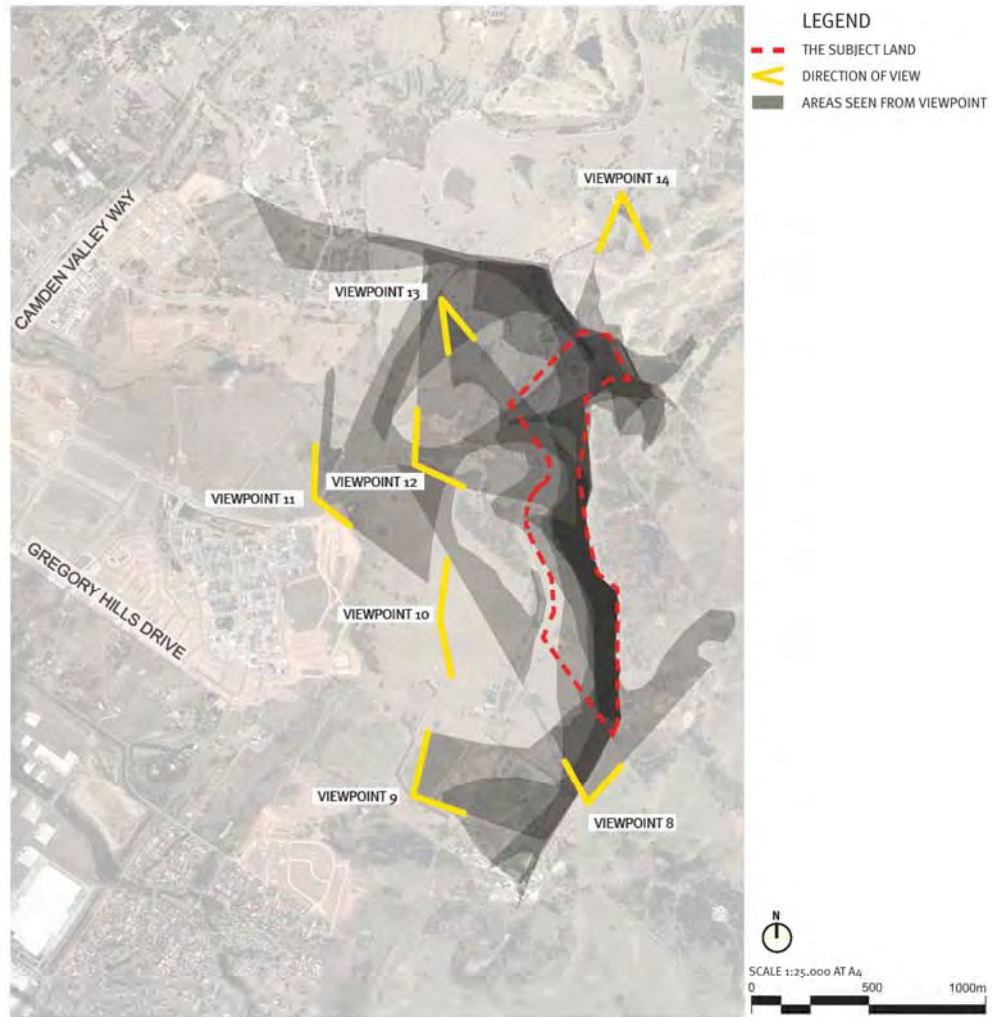 LEGEND
THE SUBJECT LAND
DIRECTION OF VIEW
AREAS SEEN FROM VIEWPOINT
VIEWPOINT 14
CAMDEN VALLEY WAY
VIEWPOINT 13
VIEWPOINT 12
VIEWPOINT 11
GREGORY HILLS DRIVE
VIEWPOINT 10
VIEWPOINT 9
VIEWPOINT 8
N
SCALE 1:25.000 AT A4
0 500 1000m